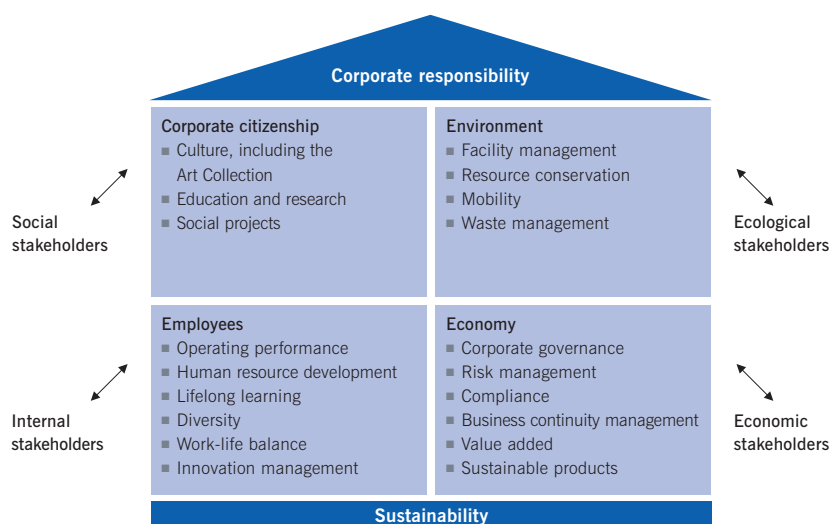 Corporate responsibility
Corporate citizenship
■ Culture, including the
Art Collection
■ Education and research
■ Social projects
Environment
■ Facility management
■ Resource conservation
■ Mobility
■ Waste management
Social
stakeholders
Ecological
stakeholders
Employees
■ Operating performance
■ Human resource development
■ Lifelong learning
■ Diversity
■ Work-life balance
■ Innovation management
Economy
■ Corporate governance
■ Risk management
■ Compliance
■ Business continuity management
■ Value added
■ Sustainable products
Internal
stakeholders
Economic
stakeholders
Sustainability